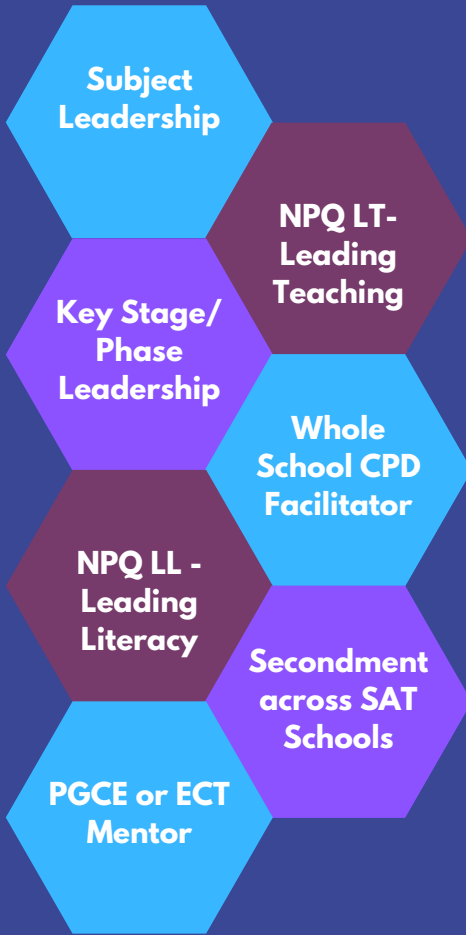 Subject
Leadership
NPQ LT-
Leading
Teaching
Key Stage/
Phase
Leadership
Whole
School CPD
Facilitator
NPQ LL -
Leading
Literacy
Secondment
across SAT
Schools
PGCE or ECT
Mentor